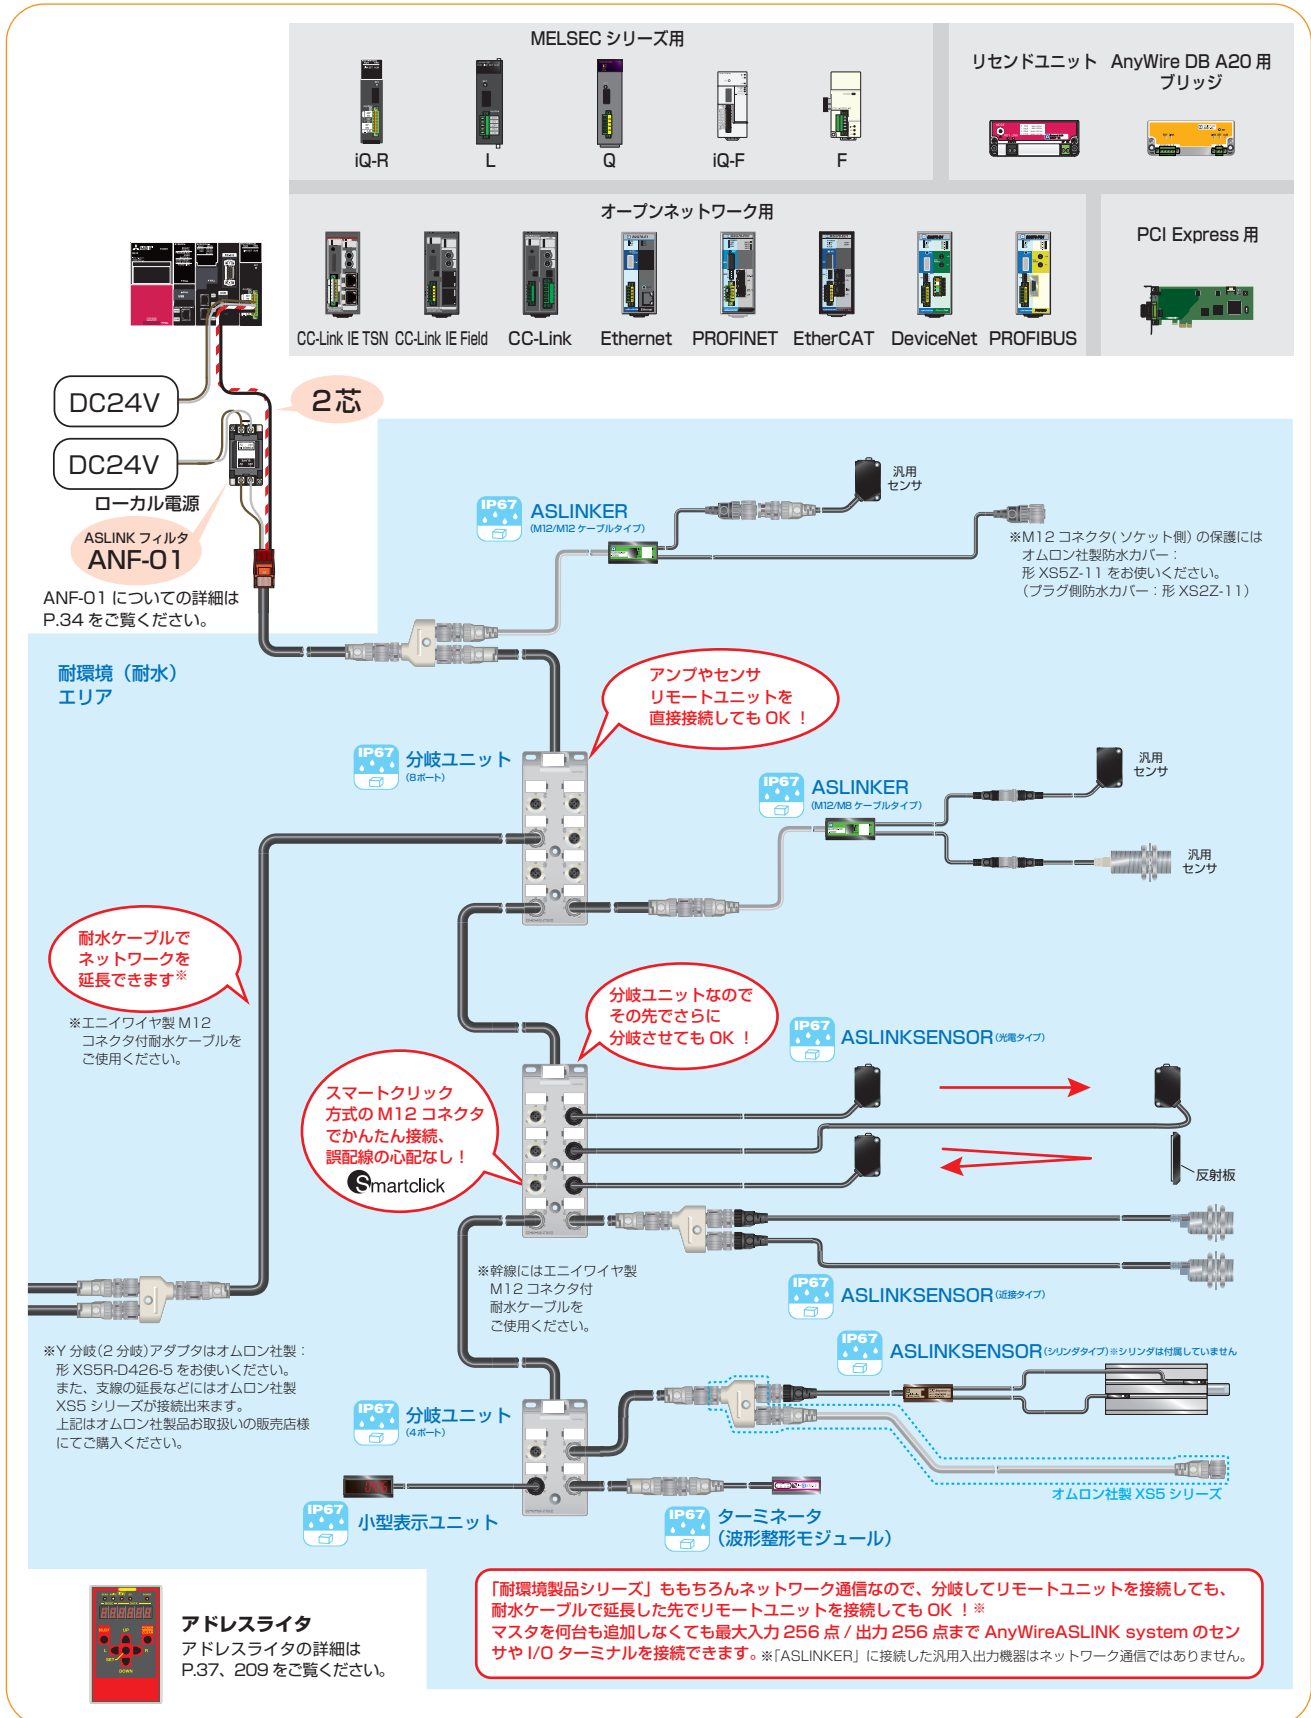 MELSEC シリーズ用
iQ-R
L
Q
iQ-F
F
リセンドユニット
AnyWire DB A20 用
ブリッジ
オープンネットワーク用
CC-Link IE TSN
CC-Link IE Field
CC-Link
Ethernet
PROFINET
EtherCAT
DeviceNet
PROFIBUS
PCI Express 用
DC24V
2芯
DC24V
ローカル電源
ASLINK フィルタ
ANF-01
ANF-01 についての詳細は
P.34 をご覧ください。
IP67
ASLINKER
(M12/M12 ケーブルタイプ)
汎用
センサ
※M12 コネクタ(ソケット側) の保護には
オムロン社製防水カバー：
形 XS5Z-11 をお使いください。
(プラグ側防水カバー：形 XS2Z-11)
耐環境（耐水）
エリア
アンプやセンサ
リモートユニットを
直接接続しても OK ！
IP67
分岐ユニット
(8ポート)
IP67
ASLINKER
(M12/M8 ケーブルタイプ)
汎用
センサ
汎用
センサ
耐水ケーブルで
ネットワークを
延長できます※
※エニイワイヤ製 M12
コネクタ付耐水ケーブルを
ご使用ください。
分岐ユニットなので
その先でさらに
分岐させても OK ！
IP67
ASLINKSENSOR (光電タイプ)
スマートクリック
方式の M12 コネクタ
でかんたん接続、
誤配線の心配なし！
Smartclick
反射板
※幹線にはエニイワイヤ製
M12 コネクタ付
耐水ケーブルを
ご使用ください。
IP67
ASLINKSENSOR (近接タイプ)
※Y 分岐(2 分岐)アダプタはオムロン社製：
形 XS5R-D426-5 をお使いください。
また、支線の延長などにはオムロン社製
XS5 シリーズが接続出来ます。
上記はオムロン社製品お取扱いの販売店様
にてご購入ください。
IP67
ASLINKSENSOR (シリンダタイプ) ※シリンダは付属していません
IP67
分岐ユニット
(4ポート)
オムロン社製 XS5 シリーズ
IP67
小型表示ユニット
IP67
ターミネータ
（波形整形モジュール）
UP
L
R
SET
DOWN
アドレスライタ
アドレスライタの詳細は
P.37、209 をご覧ください。
「耐環境製品シリーズ」ももちろんネットワーク通信なので、分岐してリモートユニットを接続しても、
耐水ケーブルで延長した先でリモートユニットを接続しても OK ！※
マスタを何台も追加しなくても最大入力 256 点 / 出力 256 点まで AnyWireASLINK system のセン
サや I/O ターミナルを接続できます。※「ASLINKER」に接続した汎用入出力機器はネットワーク通信ではありません。